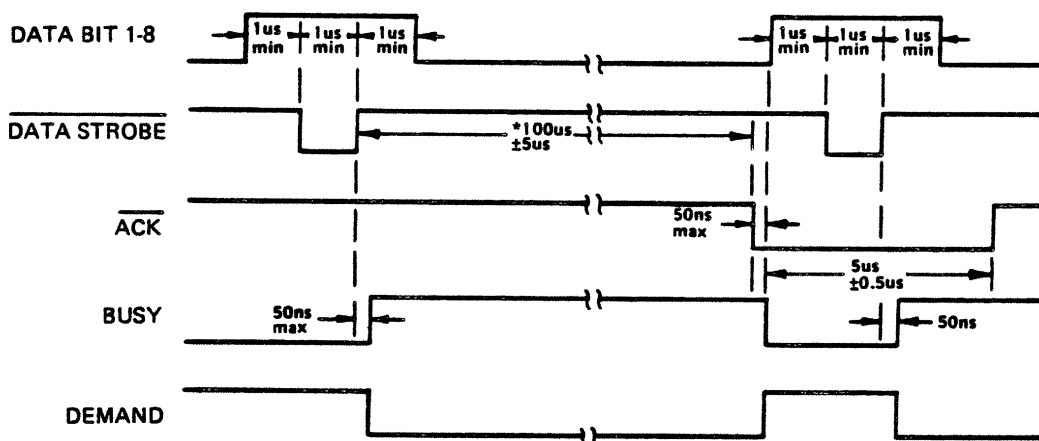 DATA BIT 1-8
1us min
1us min
1us min
1us min
1us min
1us min
DATA STROBE
*100us
±5us
ACK
50ns
max
5us
±0.5us
BUSY
50ns
max
50ns
DEMAND